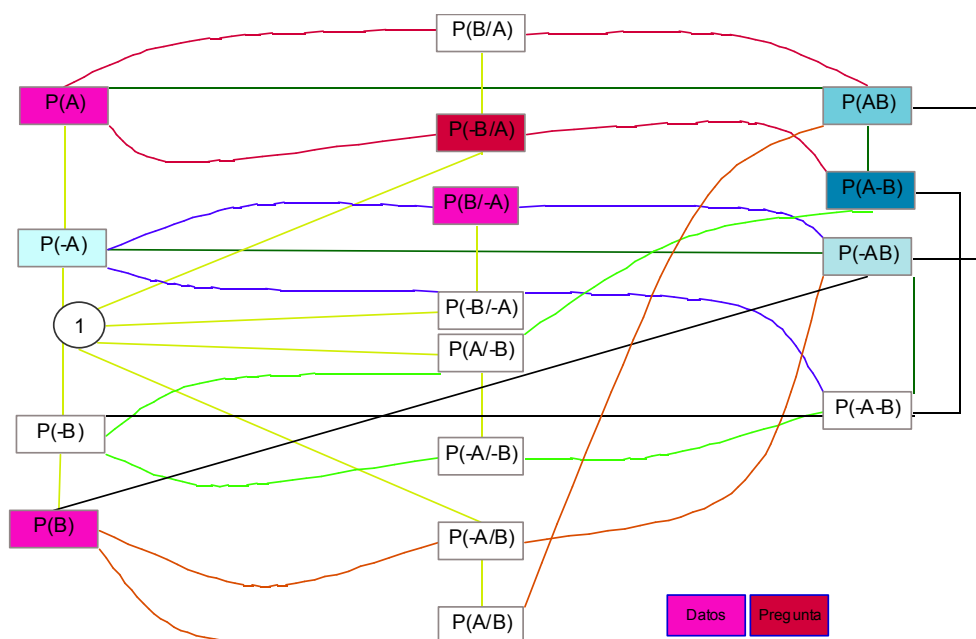 P(B/A)
P(A)
P(AB)
P(-B/A)
P(A-B)
P(B/-A)
P(-A)
P(-AB)
P(-B/-A)
1
P(A/-B)
P(-A-B)
P(-B)
P(-A/-B)
P(B)
P(-A/B)
P(A/B)
Datos
Pregunta